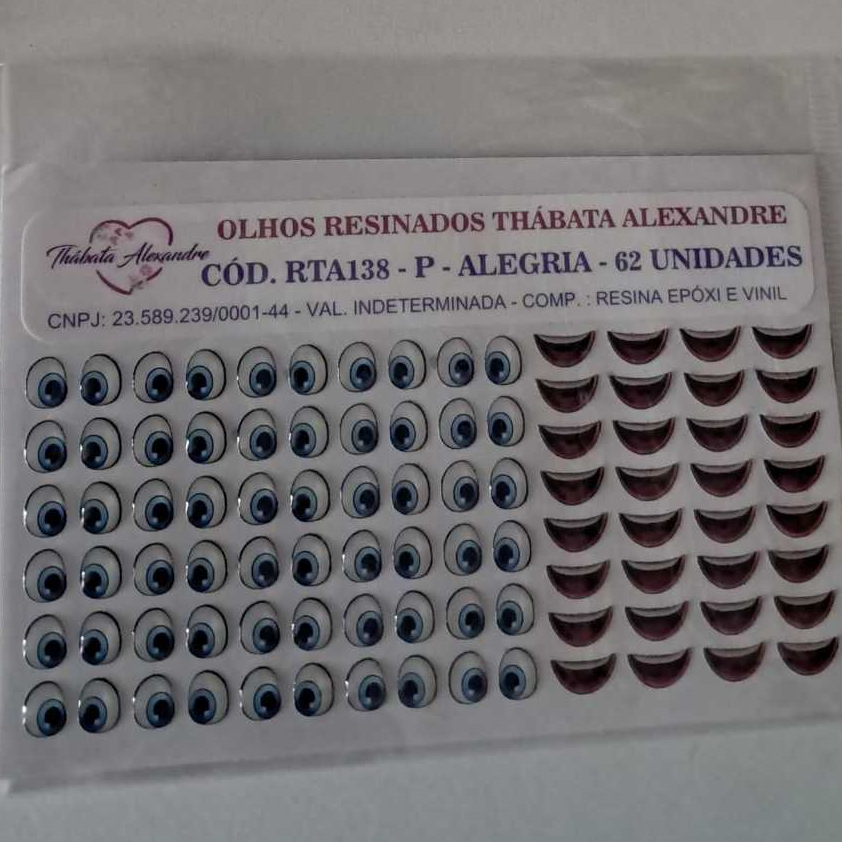 Thábata Alexandre
OLHOS RESINADOS THÁBATA ALEXANDRE
CÓD. RTA138 - P - ALEGRIA - 62 UNIDADES
CNPJ: 23.589.239/0001-44 - VAL. INDETERMINADA - COMP. : RESINA EPÓXI E VINIL